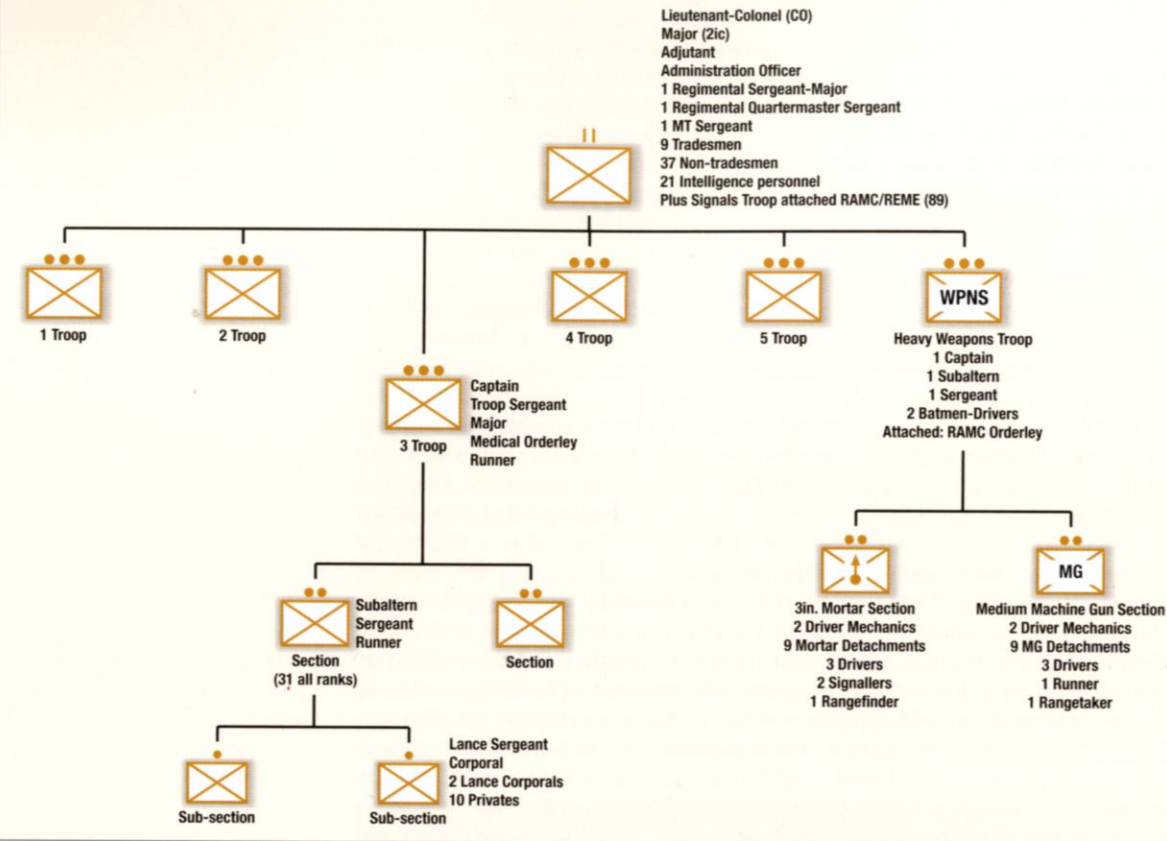 Lieutenant-Colonel (CO)
Major (2ic)
Adjutant
Administration Officer
1 Regimental Sergeant-Major
1 Regimental Quartermaster Sergeant
1 MT Sergeant
9 Tradesmen
37 Non-tradesmen
21 Intelligence personnel
Plus Signals Troop attached RAMC/REME (89)
1 Troop
2 Troop
4 Troop
5 Troop
WPNS
Heavy Weapons Troop
1 Captain
1 Subaltern
1 Sergeant
2 Batmen-Drivers
Attached: RAMC Orderley
3 Troop
Captain
Troop Sergeant
Major
Medical Orderley
Runner
Section
(31 all ranks)
Subaltern
Sergeant
Runner
Section
3in. Mortar Section
2 Driver Mechanics
9 Mortar Detachments
3 Drivers
2 Signallers
1 Rangefinder
MG
Medium Machine Gun Section
2 Driver Mechanics
9 MG Detachments
3 Drivers
1 Runner
1 Rangetaker
Sub-section
Sub-section
Lance Sergeant
Corporal
2 Lance Corporals
10 Privates